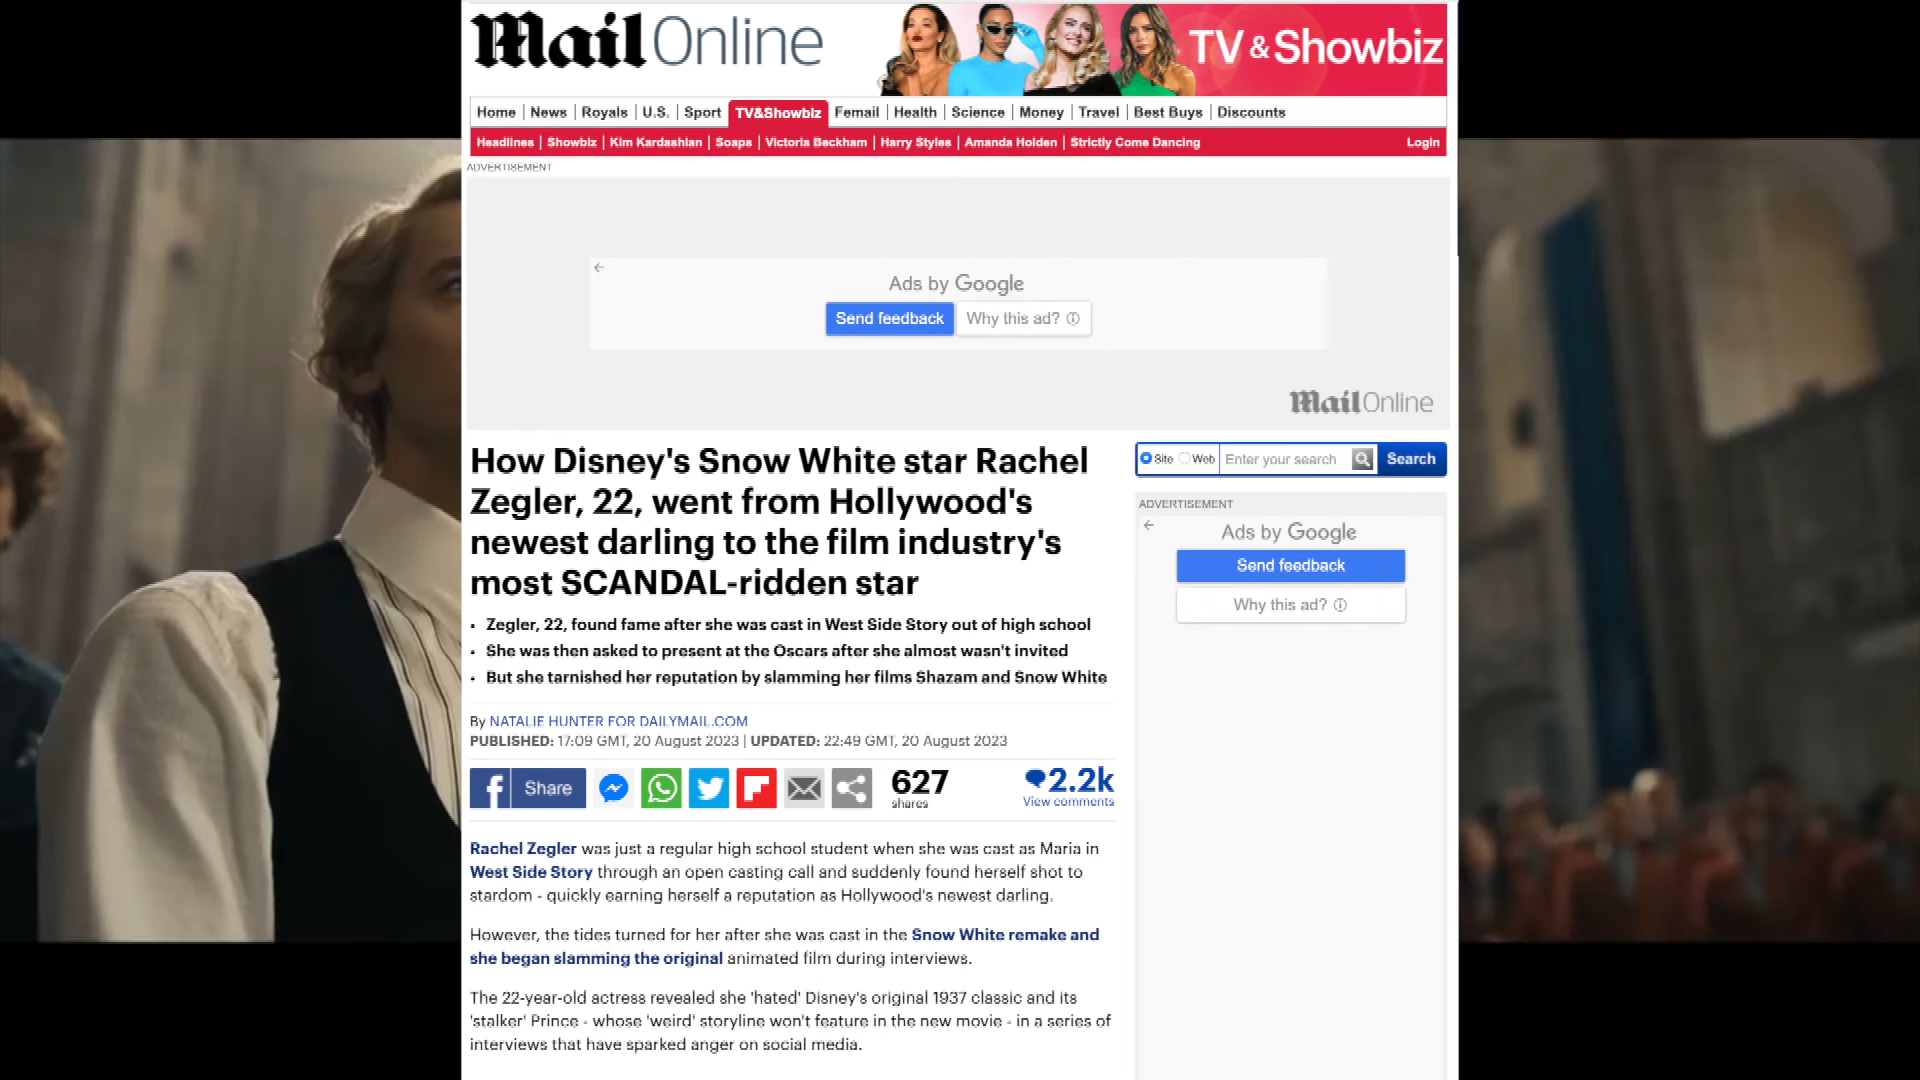 Mail Online
TV & Showbiz
Home News Royals U.S. Sport TV&Showbiz Femail Health Science Money Travel Best Buys Discounts
Headlines Showbiz Kim Kardashian Soaps Victoria Beckham Harry Styles Amanda Holden Strictly Come Dancing Login
ADVERTISEMENT
Ads by Google
Send feedback Why this ad?
Mail Online
How Disney's Snow White star Rachel
Zegler, 22, went from Hollywood's
newest darling to the film industry's
most SCANDAL-ridden star
• Zegler, 22, found fame after she was cast in West Side Story out of high school
• She was then asked to present at the Oscars after she almost wasn't invited
• But she tarnished her reputation by slamming her films Shazam and Snow White
By NATALIE HUNTER FOR DAILYMAIL.COM
PUBLISHED: 17:09 GMT, 20 August 2023 | UPDATED: 22:49 GMT, 20 August 2023
Share 627 2.2k
shares View comments
Rachel Zegler was just a regular high school student when she was cast as Maria in
West Side Story through an open casting call and suddenly found herself shot to
stardom - quickly earning herself a reputation as Hollywood's newest darling.
However, the tides turned for her after she was cast in the Snow White remake and
she began slamming the original animated film during interviews.
The 22-year-old actress revealed she 'hated' Disney's original 1937 classic and its
'stalker' Prince - whose 'weird' storyline won't feature in the new movie - in a series of
interviews that have sparked anger on social media.
Site Web Enter your search Search
ADVERTISEMENT
Ads by Google
Send feedback
Why this ad?